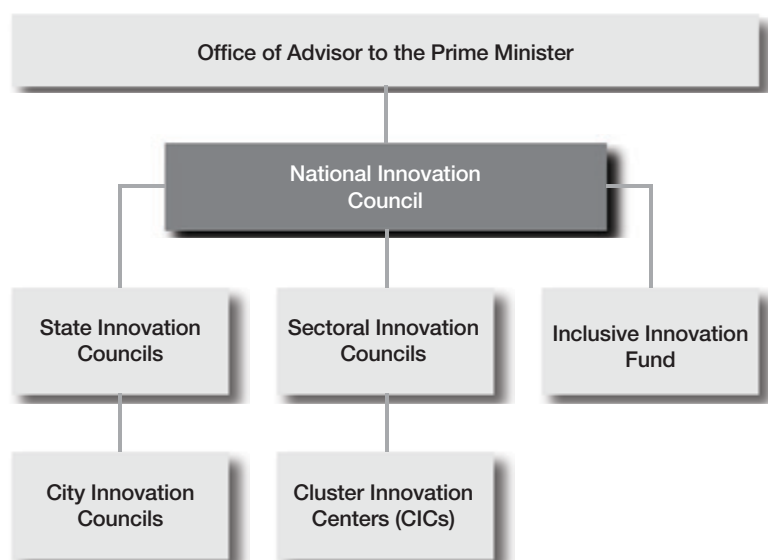 Office of Advisor to the Prime Minister
National Innovation
Council
State Innovation
Councils
Sectoral Innovation
Councils
Inclusive Innovation
Fund
City Innovation
Councils
Cluster Innovation
Centers (CICs)